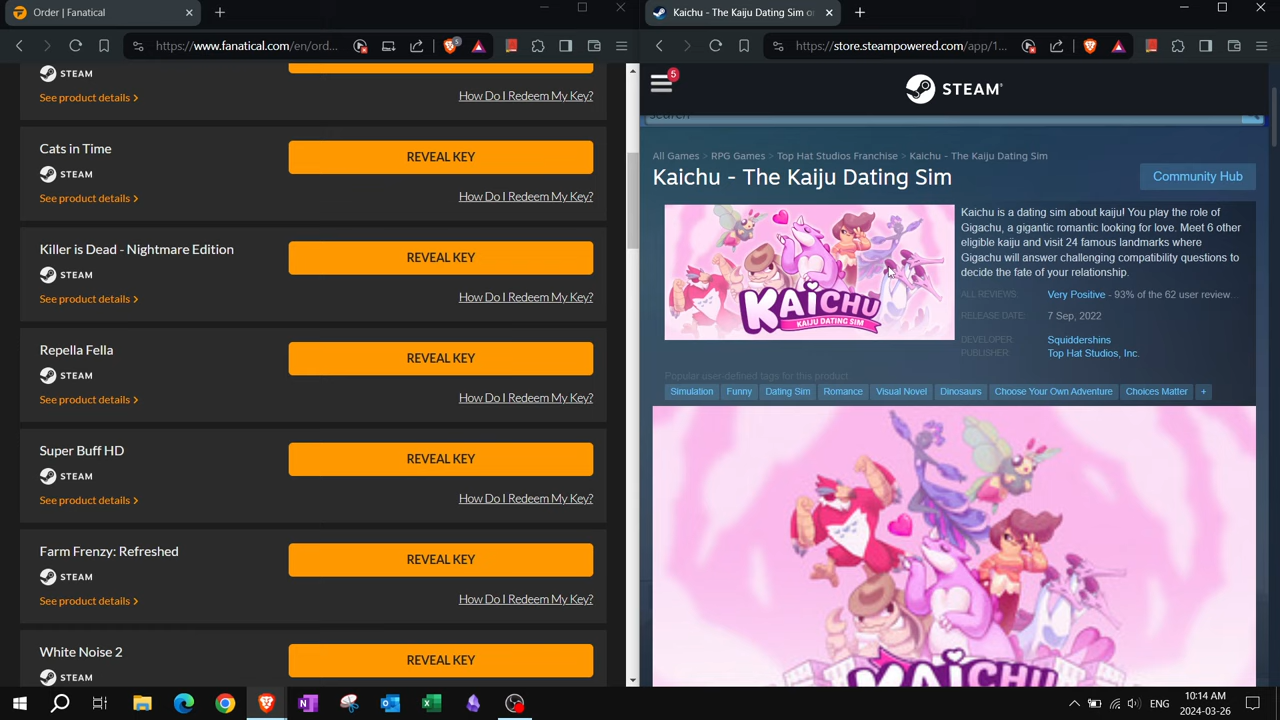 Order | Fanatical
https://www.fanatical.com/en/ord...
5
STEAM
See product details >
How Do I Redeem My Key?
Cats in Time
STEAM
REVEAL KEY
See product details >
How Do I Redeem My Key?
Killer is Dead - Nightmare Edition
STEAM
REVEAL KEY
See product details >
How Do I Redeem My Key?
Repella Fella
STEAM
REVEAL KEY
See product details >
How Do I Redeem My Key?
Super Buff HD
STEAM
REVEAL KEY
See product details >
How Do I Redeem My Key?
Farm Frenzy: Refreshed
STEAM
REVEAL KEY
See product details >
How Do I Redeem My Key?
White Noise 2
STEAM
REVEAL KEY
Kaichu - The Kaiju Dating Sim o
https://store.steampowered.com/app/1...
5
STEAM
search
All Games > RPG Games > Top Hat Studios Franchise > Kaichu - The Kaiju Dating Sim
Kaichu - The Kaiju Dating Sim
Community Hub
KAICHU
KAIJU DATING SIM
Kaichu is a dating sim about kaiju! You play the role of
Gigachu, a gigantic romantic looking for love. Meet 6 other
eligible kaiju and visit 24 famous landmarks where
Gigachu will answer challenging compatibility questions to
decide the fate of your relationship.
ALL REVIEWS: Very Positive - 93% of the 62 user review...
RELEASE DATE: 7 Sep, 2022
DEVELOPER: Squiddershins
PUBLISHER: Top Hat Studios, Inc.
Popular user-defined tags for this product:
Simulation Funny Dating Sim Romance Visual Novel Dinosaurs Choose Your Own Adventure Choices Matter +
KAICHU
ENG
10:14 AM
2024-03-26